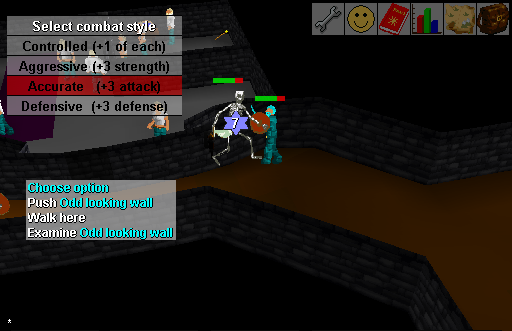 Select combat style
Controlled (+1 of each)
Aggressive (+3 strength)
Accurate (+3 attack)
Defensive (+3 defense)
7
Choose option
Push Odd looking wall
Walk here
Examine Odd looking wall
*